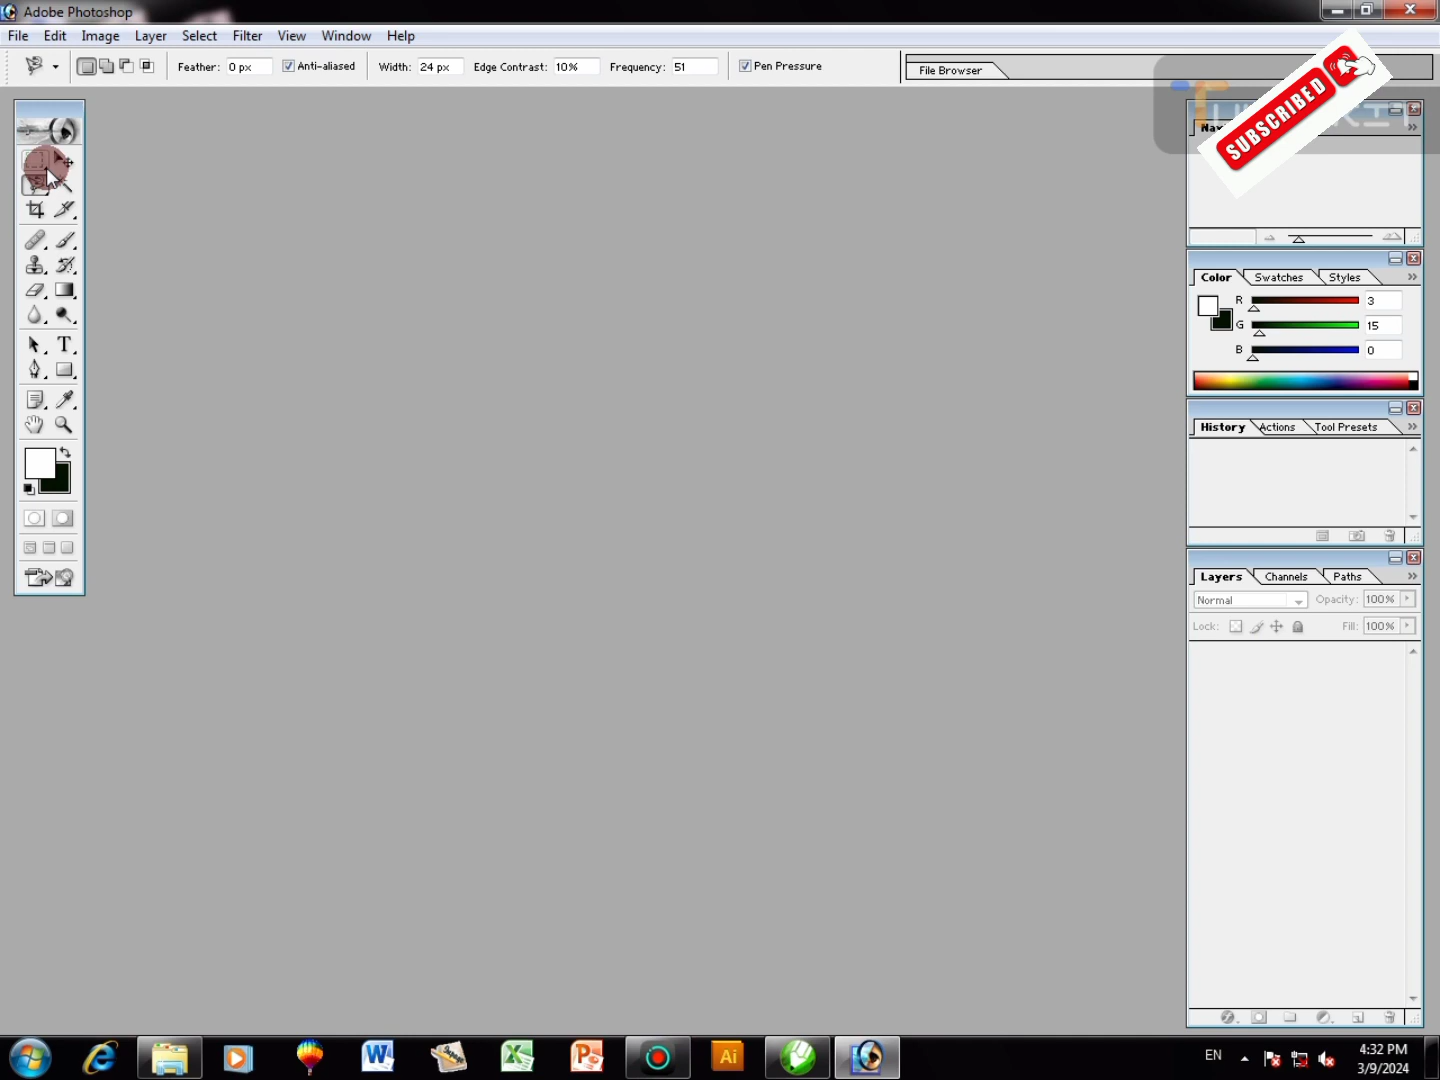 Adobe Photoshop
File Edit Image Layer Select Filter View Window Help
Feather: 0 px Anti-aliased Width: 24 px Edge Contrast: 10% Frequency: 51 Pen Pressure
File Browser
SUBSCRIBED
Color Swatches Styles
R 3
G 15
B 0
History Actions Tool Presets
Layers Channels Paths
Normal Opacity: 100%
Lock: Fill: 100%
T
W
X
P
Ai
EN
4:32 PM
3/9/2024